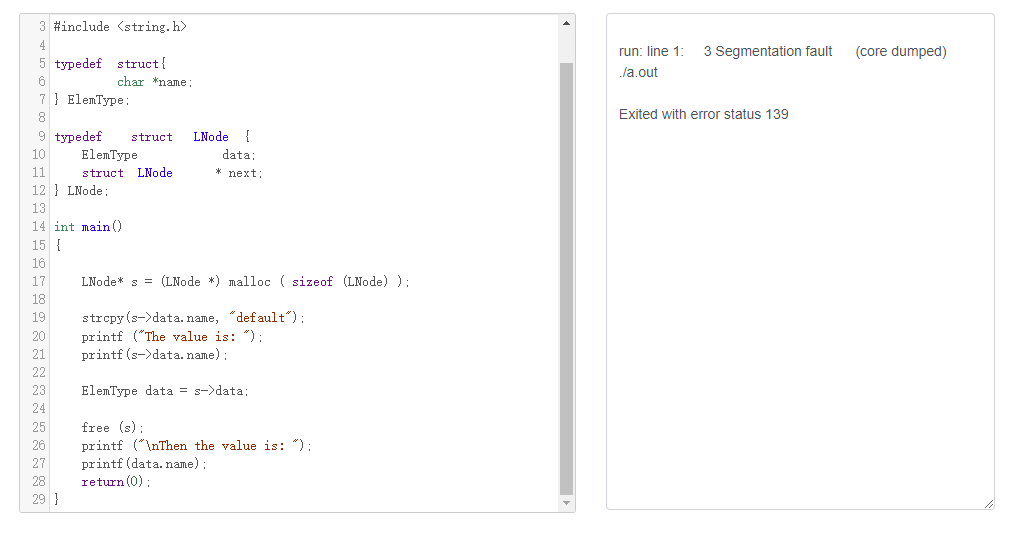 3 #include <string.h>
4
5 typedef  struct{
6         char *name;
7 } ElemType;
8
9 typedef    struct   LNode  {
10    ElemType            data;
11    struct  LNode      * next;
12 } LNode;
13
14 int main()
15 {
16
17    LNode* s = (LNode *) malloc ( sizeof (LNode) );
18
19    strcpy(s->data.name, "default");
20    printf ("The value is: ");
21    printf(s->data.name);
22
23    ElemType data = s->data;
24
25    free (s);
26    printf ("\nThen the value is: ");
27    printf(data.name);
28    return(0);
29 }
run: line 1:     3 Segmentation fault      (core dumped)
./a.out
Exited with error status 139